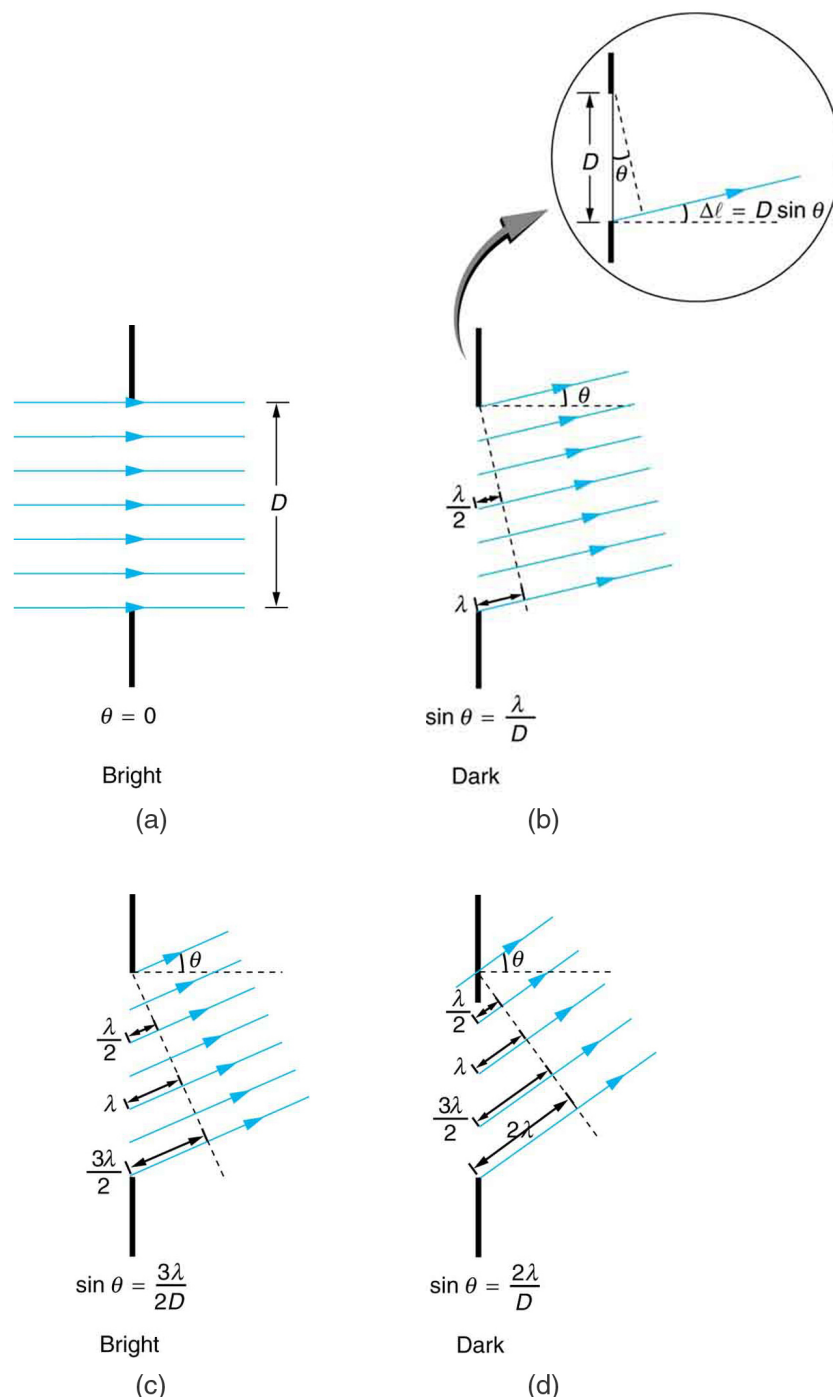 D
θ
Δℓ = D sin θ
D
θ = 0
Bright
(a)
θ
λ/2
λ
sin θ = λ/D
Dark
(b)
θ
λ/2
λ
3λ/2
sin θ = 3λ/2D
Bright
(c)
θ
λ/2
λ
3λ/2
2λ
sin θ = 2λ/D
Dark
(d)